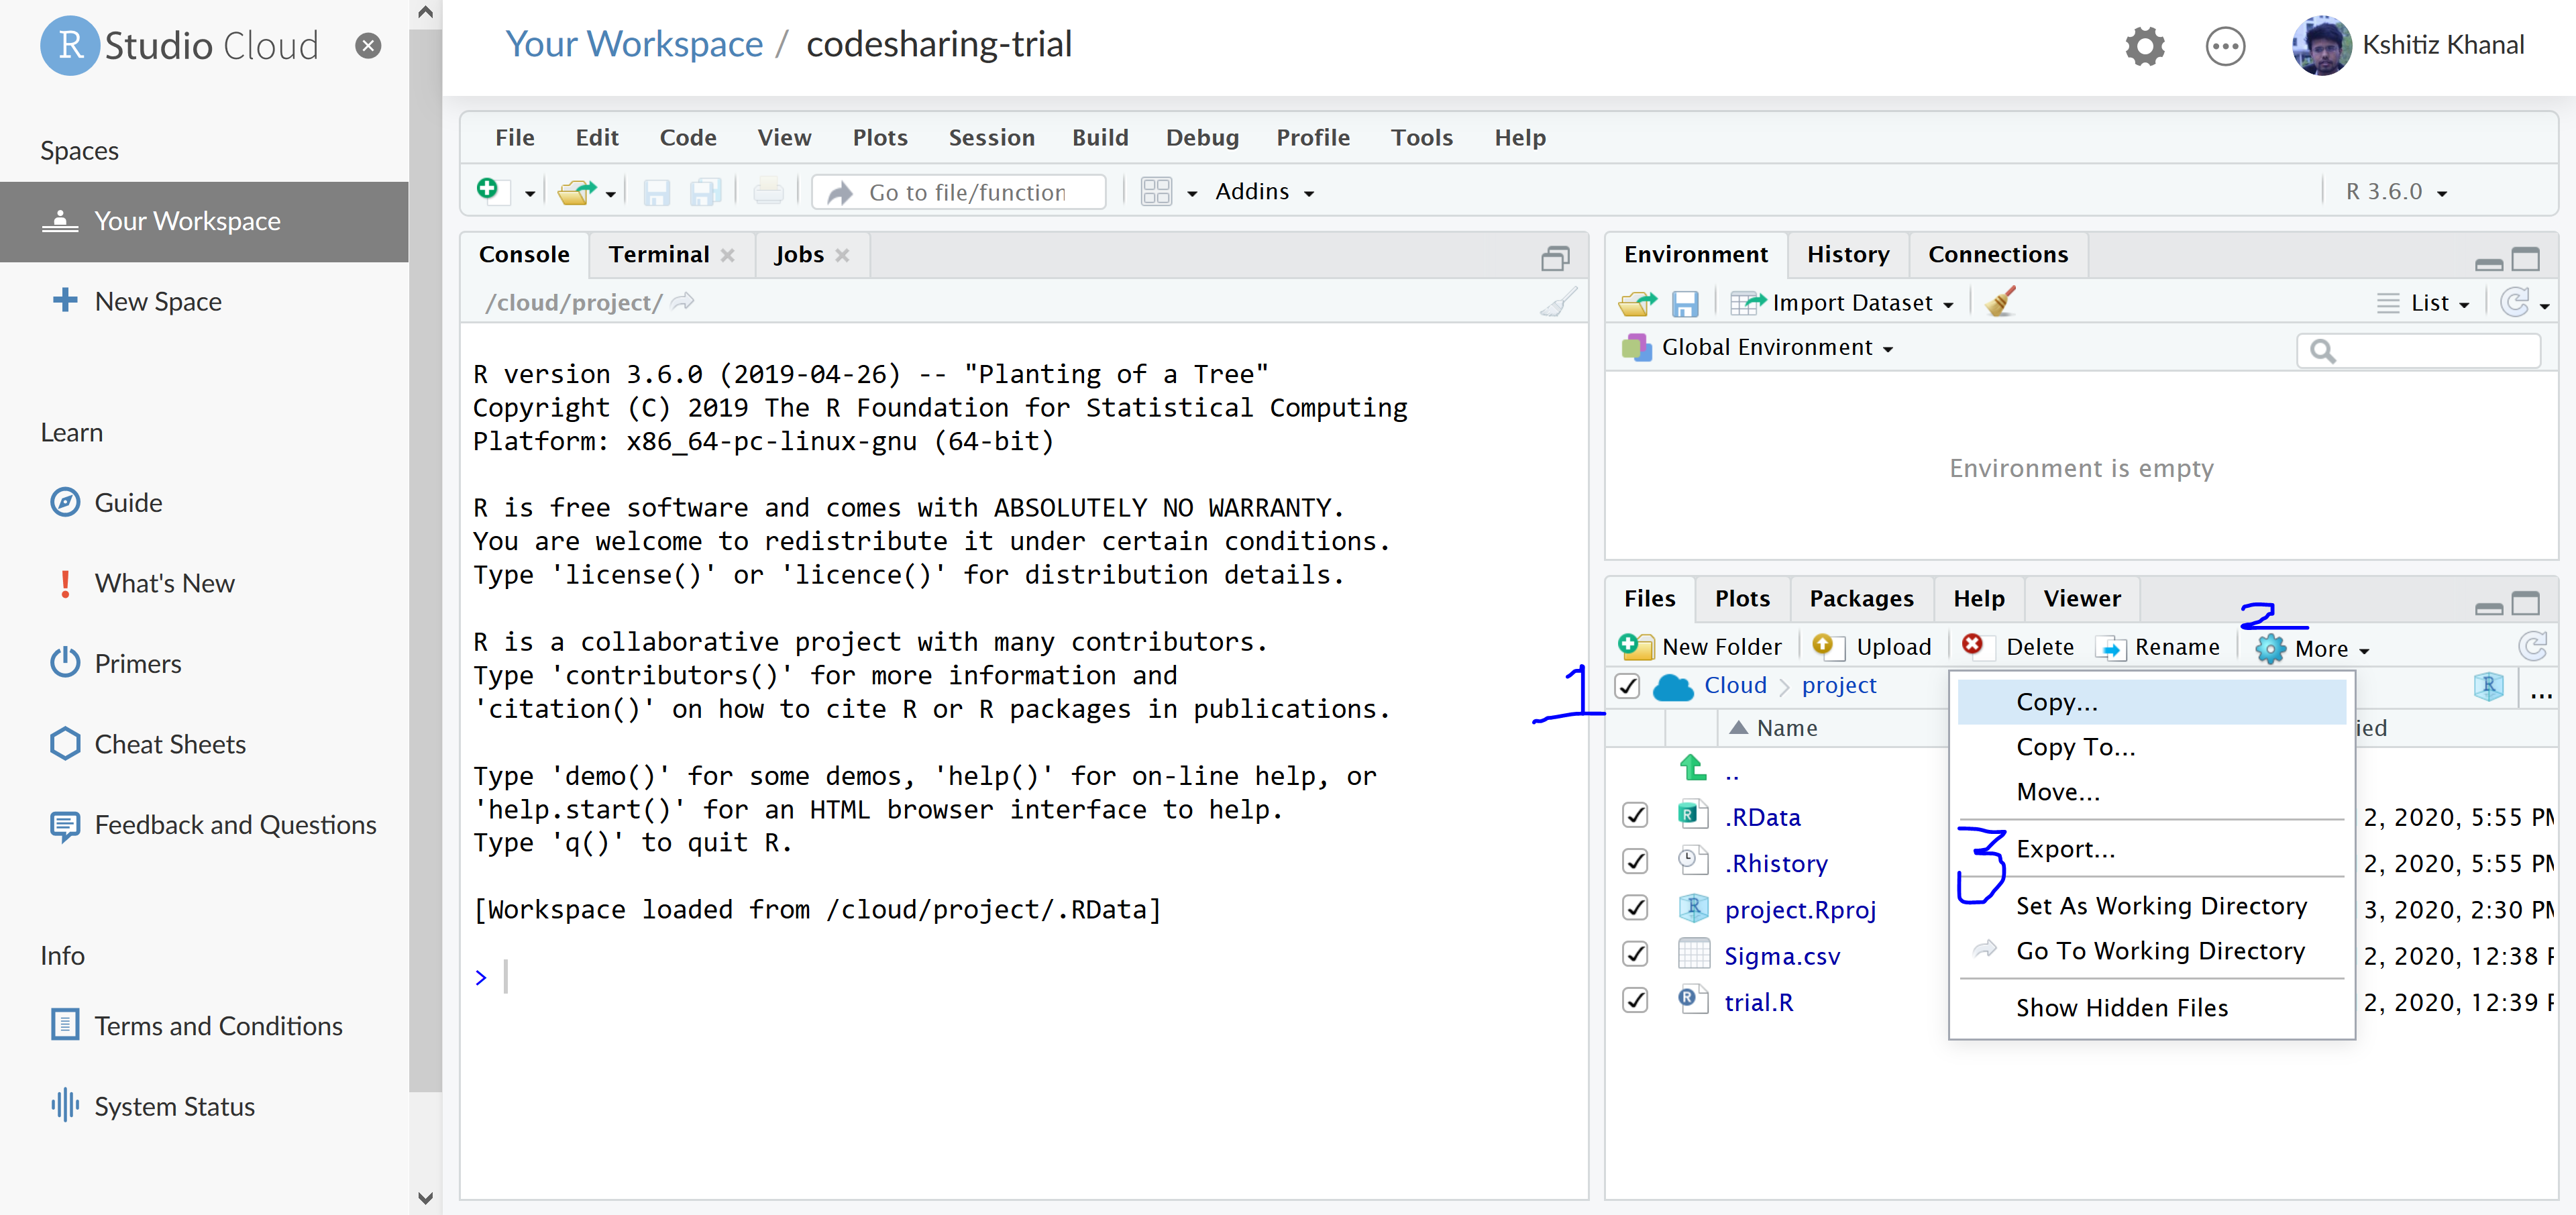 R Studio Cloud
Spaces
Your Workspace
New Space
Learn
Guide
What's New
Primers
Cheat Sheets
Feedback and Questions
Info
Terms and Conditions
System Status
Your Workspace / codesharing-trial
Kshitiz Khanal
File Edit Code View Plots Session Build Debug Profile Tools Help
Go to file/function Addins R 3.6.0
Console Terminal Jobs
/cloud/project/
R version 3.6.0 (2019-04-26) -- "Planting of a Tree"
Copyright (C) 2019 The R Foundation for Statistical Computing
Platform: x86_64-pc-linux-gnu (64-bit)
R is free software and comes with ABSOLUTELY NO WARRANTY.
You are welcome to redistribute it under certain conditions.
Type 'license()' or 'licence()' for distribution details.
R is a collaborative project with many contributors.
Type 'contributors()' for more information and
'citation()' on how to cite R or R packages in publications.
Type 'demo()' for some demos, 'help()' for on-line help, or
'help.start()' for an HTML browser interface to help.
Type 'q()' to quit R.
[Workspace loaded from /cloud/project/.RData]
>
Environment History Connections
Import Dataset List
Global Environment
Environment is empty
Files Plots Packages Help Viewer
2
New Folder Upload Delete Rename More
1
Cloud project R ...
Name ied
..
.RData 2, 2020, 5:55 PM
.Rhistory 2, 2020, 5:55 PM
project.Rproj 3, 2020, 2:30 PM
Sigma.csv 2, 2020, 12:38 P
trial.R 2, 2020, 12:39 P
Copy...
Copy To...
Move...
3 Export...
Set As Working Directory
Go To Working Directory
Show Hidden Files